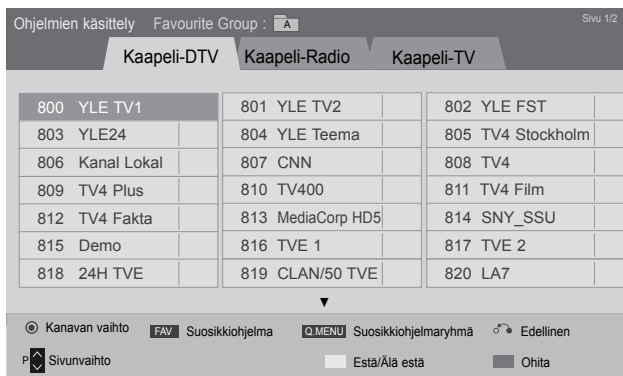 Ohjelmien käsittely Favourite Group : A Sivu 1/2
Kaapeli-DTV Kaapeli-Radio Kaapeli-TV
800 YLE TV1 801 YLE TV2 802 YLE FST
803 YLE24 804 YLE Teema 805 TV4 Stockholm
806 Kanal Lokal 807 CNN 808 TV4
809 TV4 Plus 810 TV400 811 TV4 Film
812 TV4 Fakta 813 MediaCorp HD5 814 SNY_SSU
815 Demo 816 TVE 1 817 TVE 2
818 24H TVE 819 CLAN/50 TVE 820 LA7
Kanavan vaihto FAV Suosikkiohjelma Q.MENU Suosikkiohjelmaryhmä Edellinen
P Sivunvaihto Estä/Älä estä Ohita